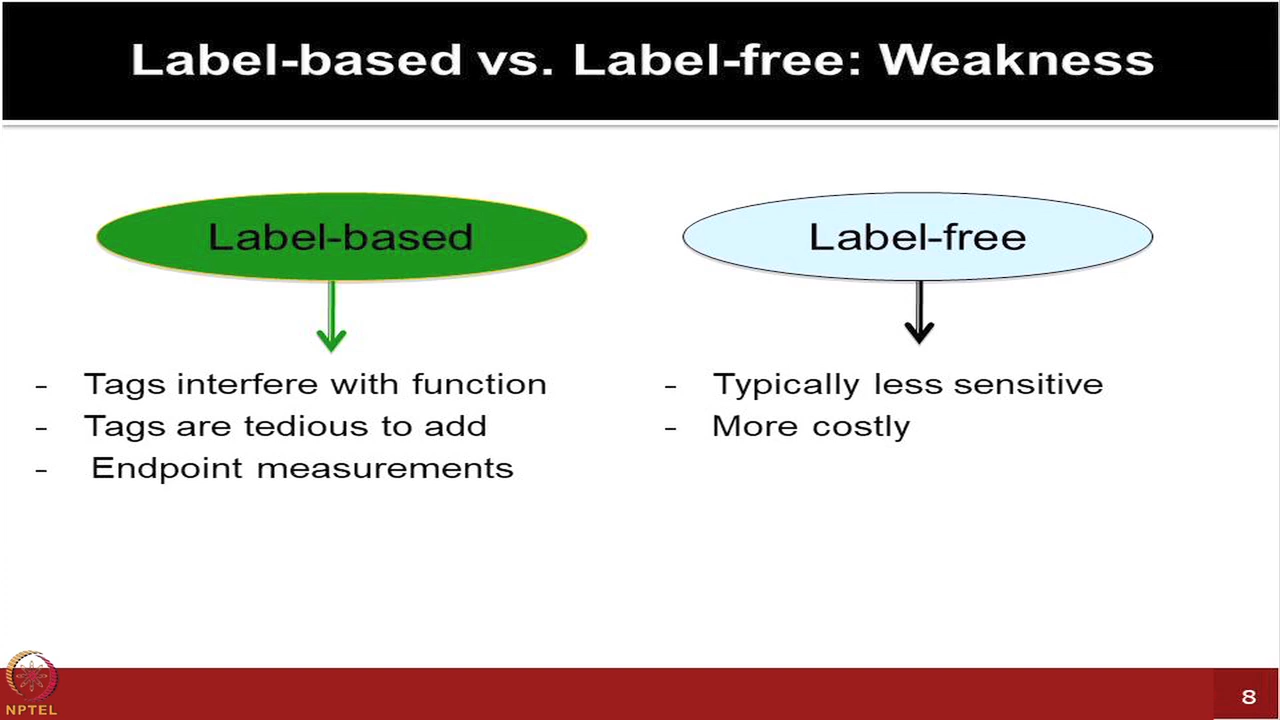 Label-based vs. Label-free: Weakness
Label-based
- Tags interfere with function
- Tags are tedious to add
- Endpoint measurements
Label-free
- Typically less sensitive
- More costly
NPTEL
8